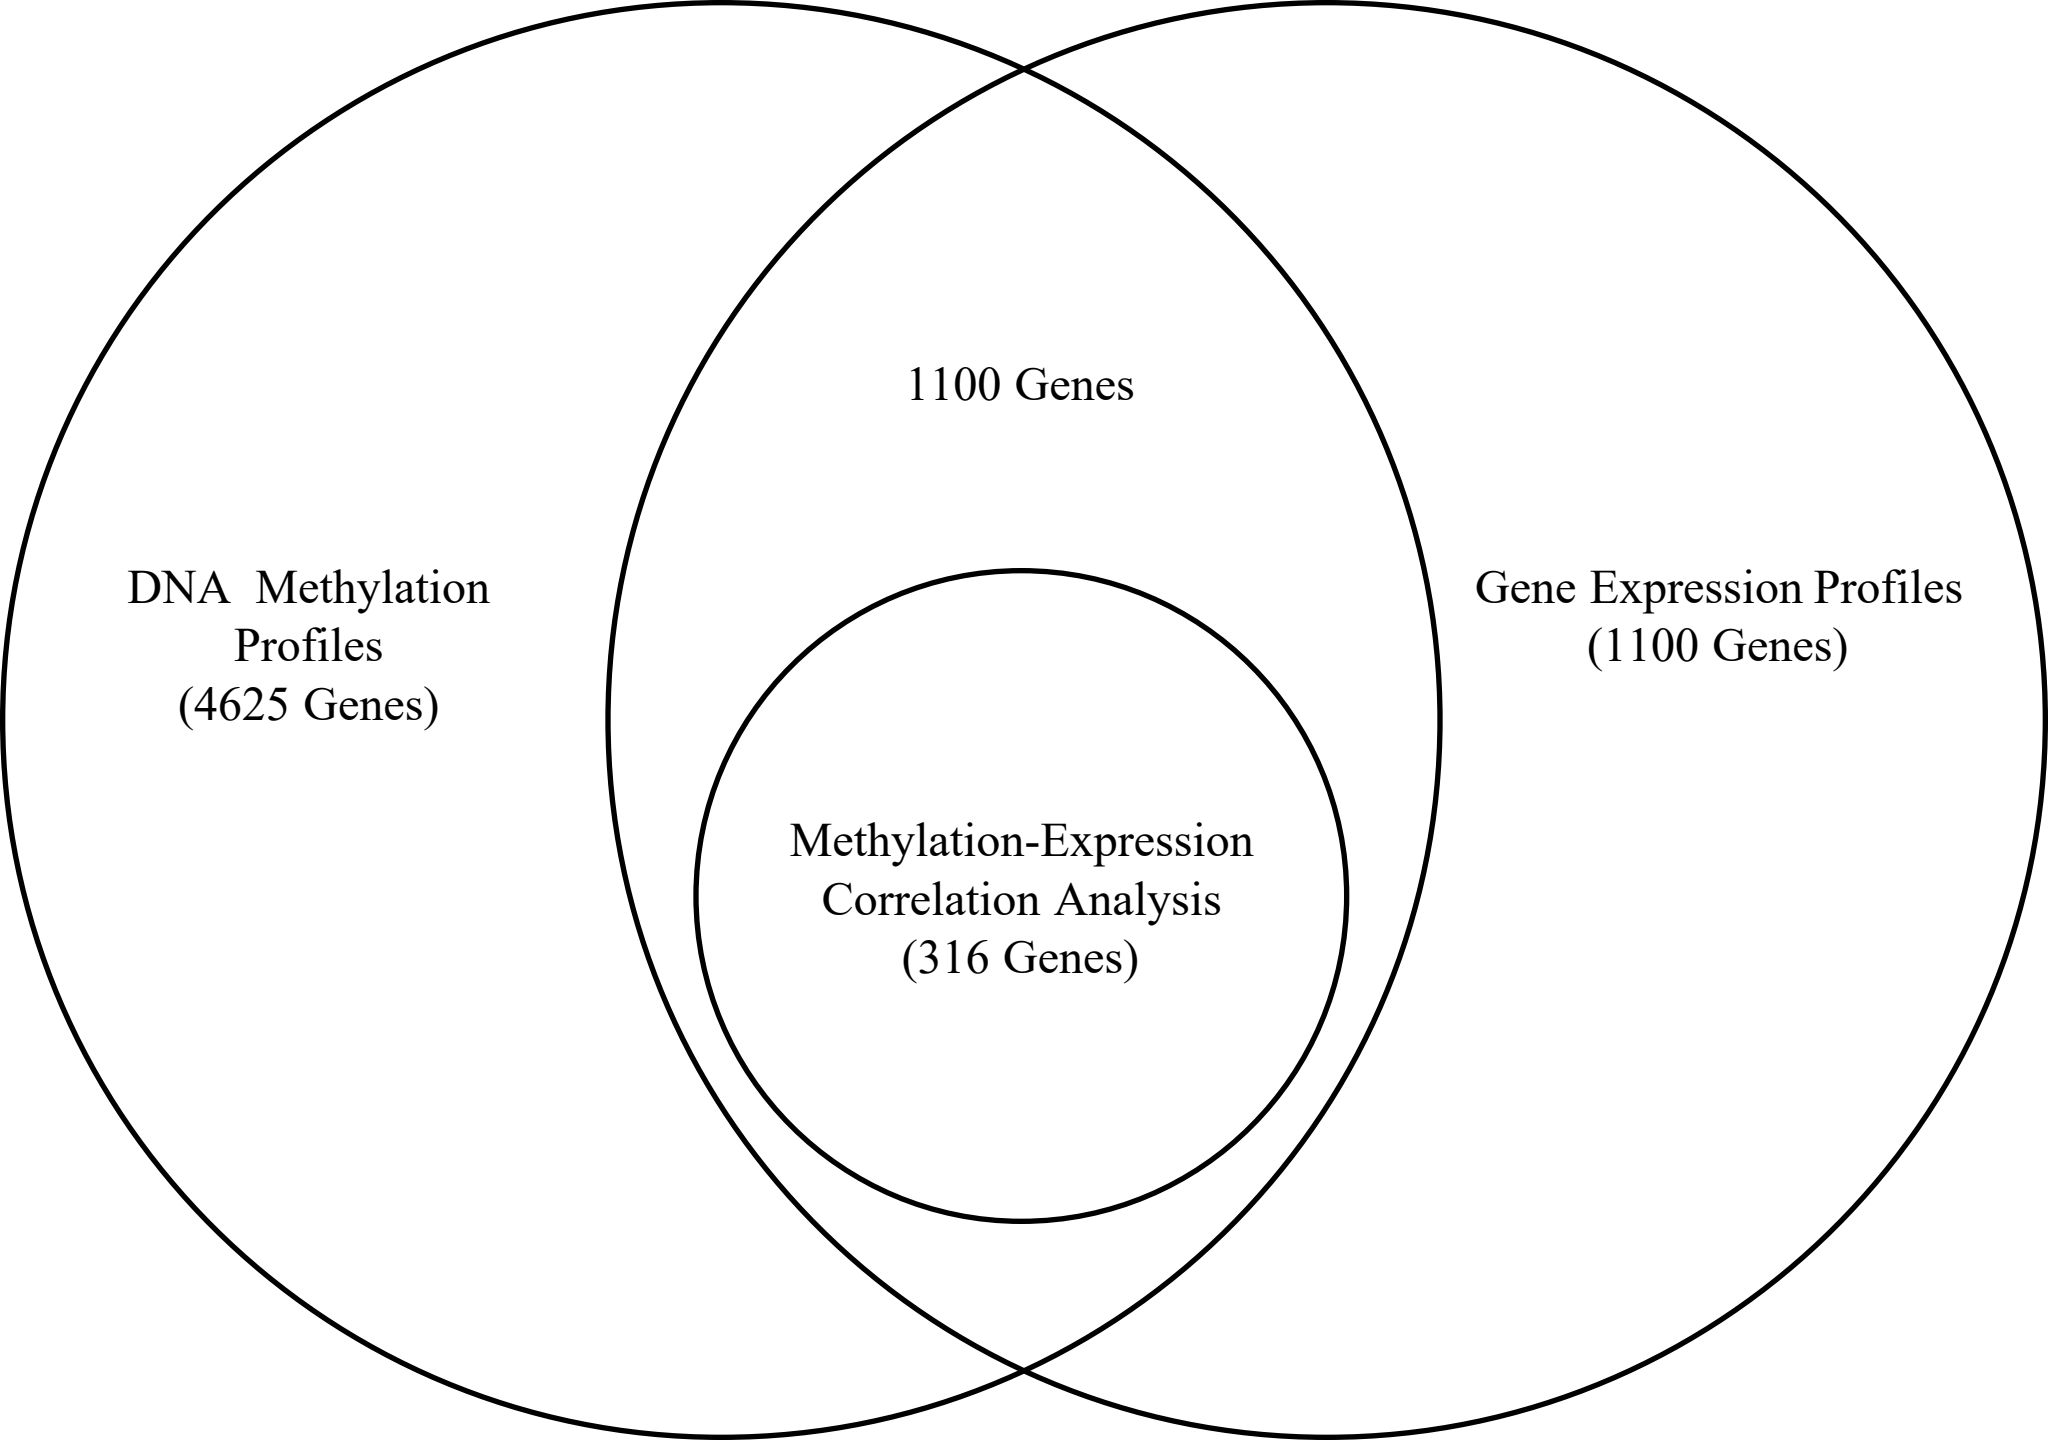 1100 Genes
DNA  Methylation
Profiles
(4625 Genes)
Gene Expression Profiles
(1100 Genes)
Methylation-Expression
Correlation Analysis
(316 Genes)